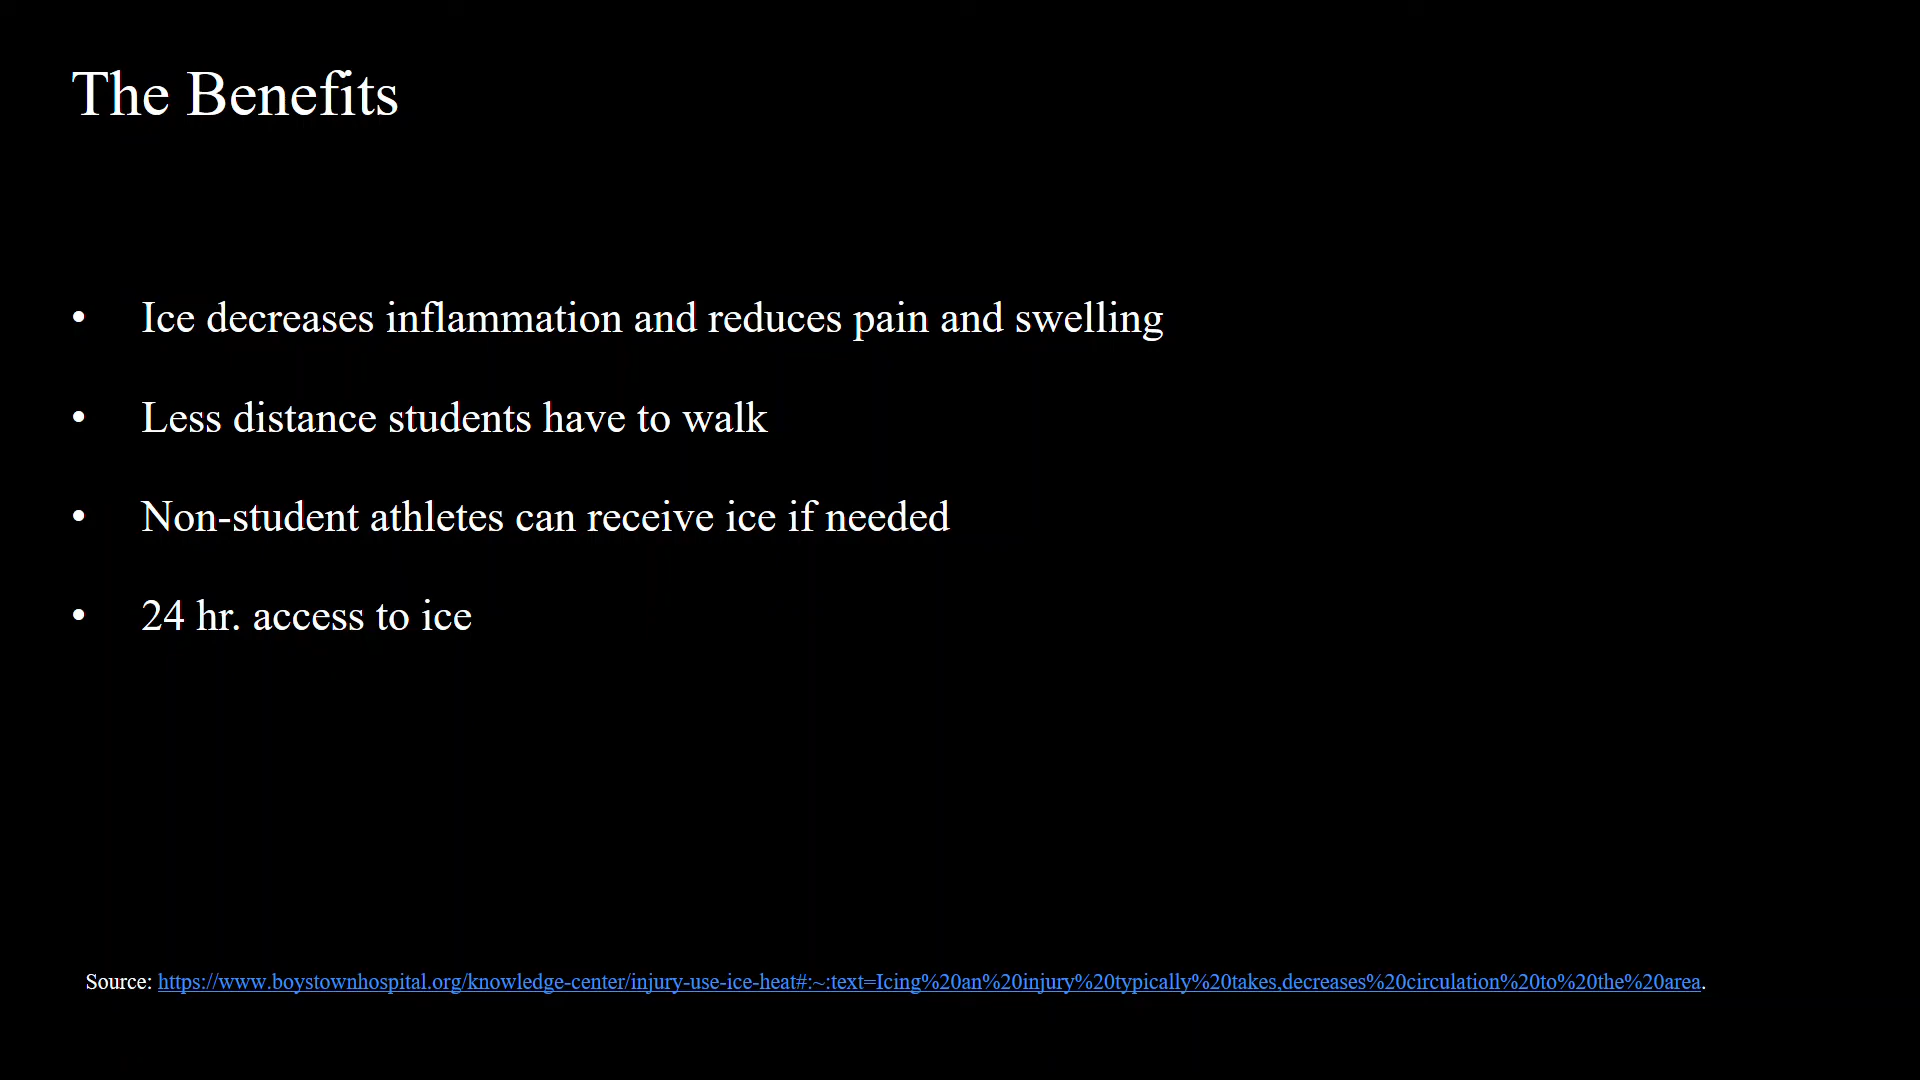 The Benefits
• Ice decreases inflammation and reduces pain and swelling
• Less distance students have to walk
• Non-student athletes can receive ice if needed
• 24 hr. access to ice
Source: https://www.boystownhospital.org/knowledge-center/injury-use-ice-heat#:~:text=Icing%20an%20injury%20typically%20takes,decreases%20circulation%20to%20the%20area.